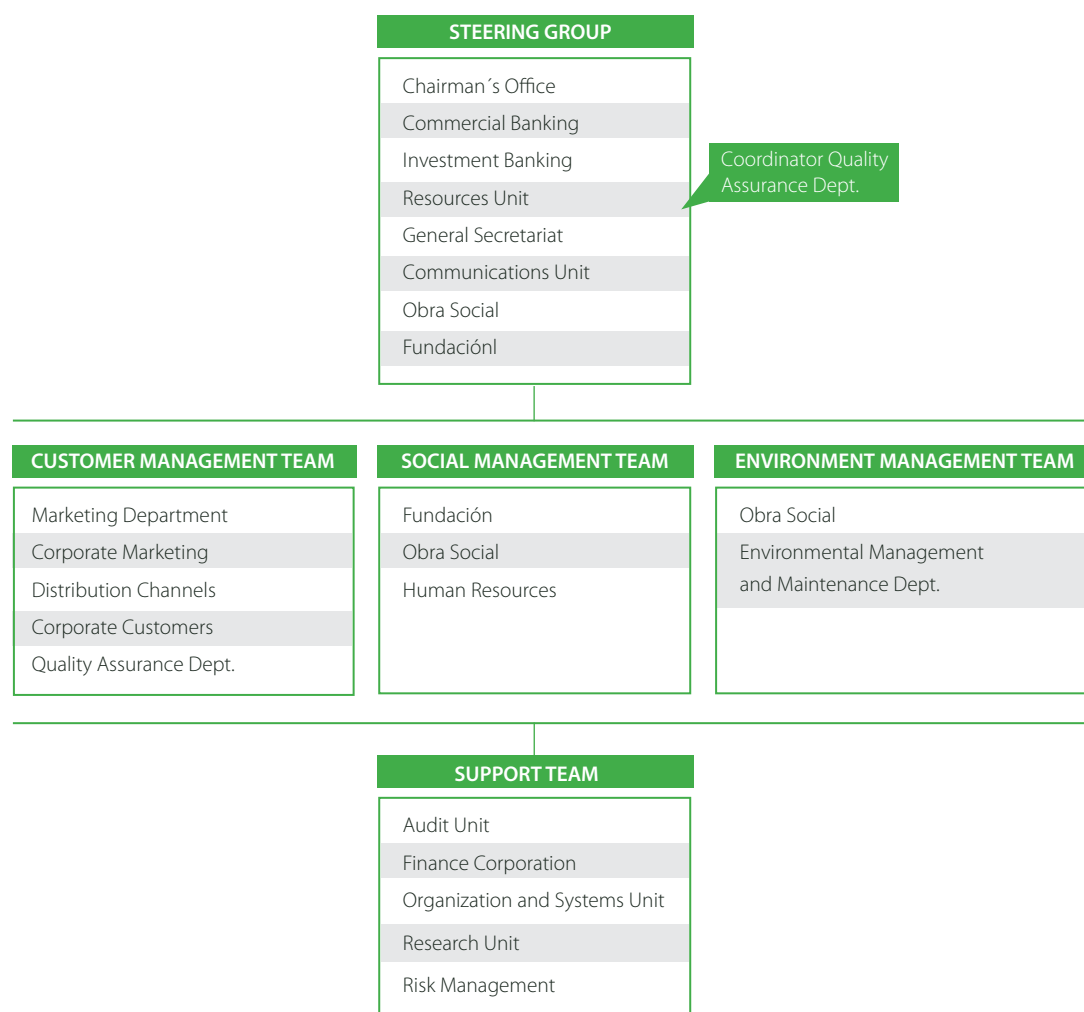 STEERING GROUP
Chairman´s Office
Commercial Banking
Investment Banking
Resources Unit
General Secretariat
Communications Unit
Obra Social
Fundaciónl
Coordinator Quality
Assurance Dept.
CUSTOMER MANAGEMENT TEAM
Marketing Department
Corporate Marketing
Distribution Channels
Corporate Customers
Quality Assurance Dept.
SOCIAL MANAGEMENT TEAM
Fundación
Obra Social
Human Resources
ENVIRONMENT MANAGEMENT TEAM
Obra Social
Environmental Management
and Maintenance Dept.
SUPPORT TEAM
Audit Unit
Finance Corporation
Organization and Systems Unit
Research Unit
Risk Management